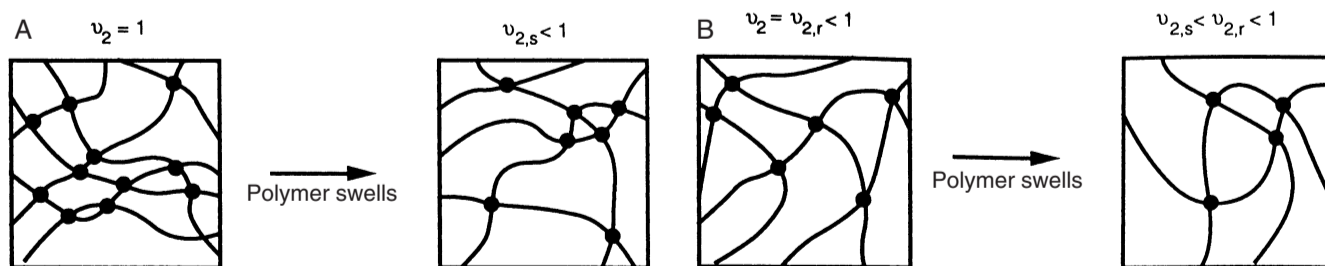 A
υ₂ = 1
υ₂,ₛ < 1
B
υ₂ = υ₂,ᵣ < 1
υ₂,ₛ < υ₂,ᵣ < 1
Polymer swells
Polymer swells